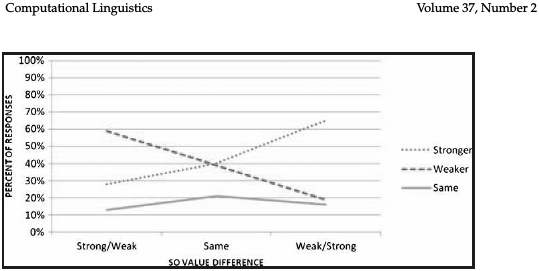 Computational Linguistics Volume 37, Number 2
100%
90%
80%
70%
60%
50%
40%
30%
20%
10%
0%
PERCENT OF RESPONSES
Stronger
Weaker
Same
Strong/Weak Same Weak/Strong
SO VALUE DIFFERENCE